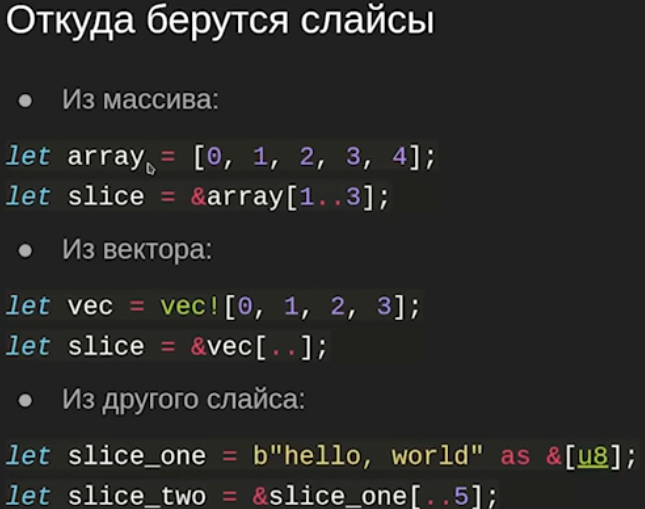 Откуда берутся слайсы
● Из массива:
let array = [0, 1, 2, 3, 4];
let slice = &array[1..3];
● Из вектора:
let vec = vec![0, 1, 2, 3];
let slice = &vec[..];
● Из другого слайса:
let slice_one = b"hello, world" as &[u8];
let slice_two = &slice_one[..5];